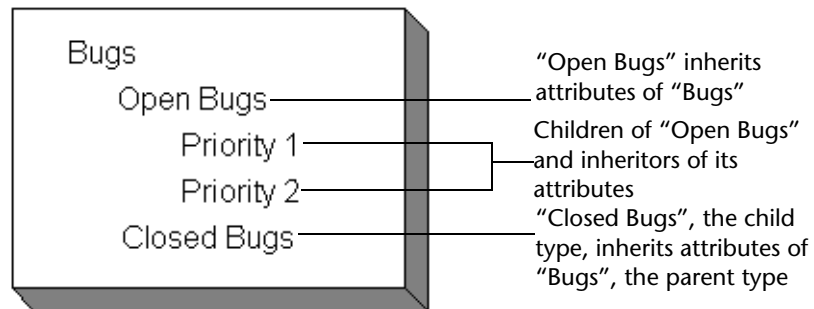 Bugs
Open Bugs
Priority 1
Priority 2
Closed Bugs
“Open Bugs” inherits
attributes of “Bugs”
Children of “Open Bugs”
and inheritors of its
attributes
“Closed Bugs”, the child
type, inherits attributes of
“Bugs”, the parent type